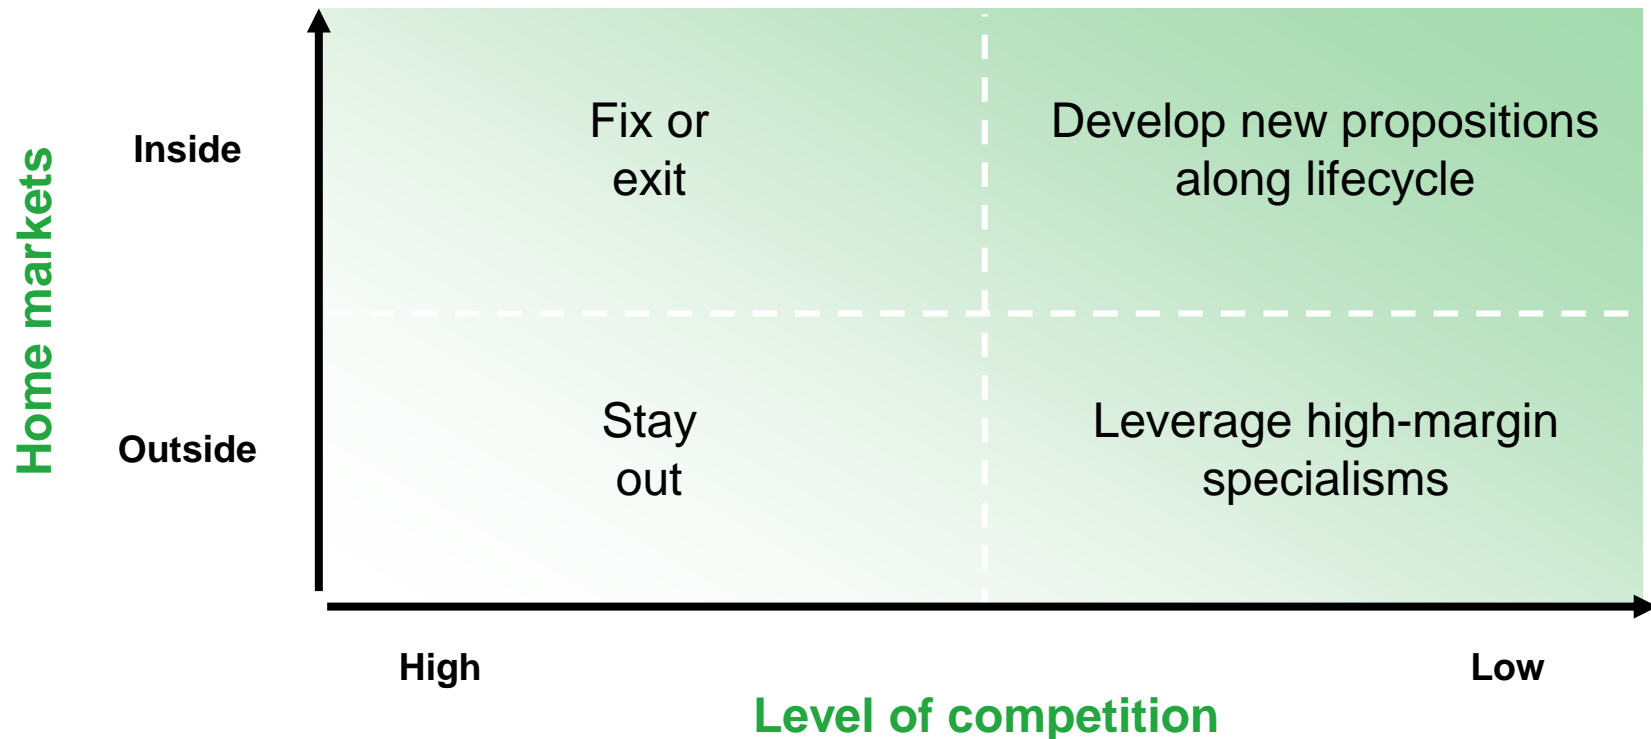 Home markets
Inside
Fix or
exit
Develop new propositions
along lifecycle
Outside
Stay
out
Leverage high-margin
specialisms
High
Low
Level of competition